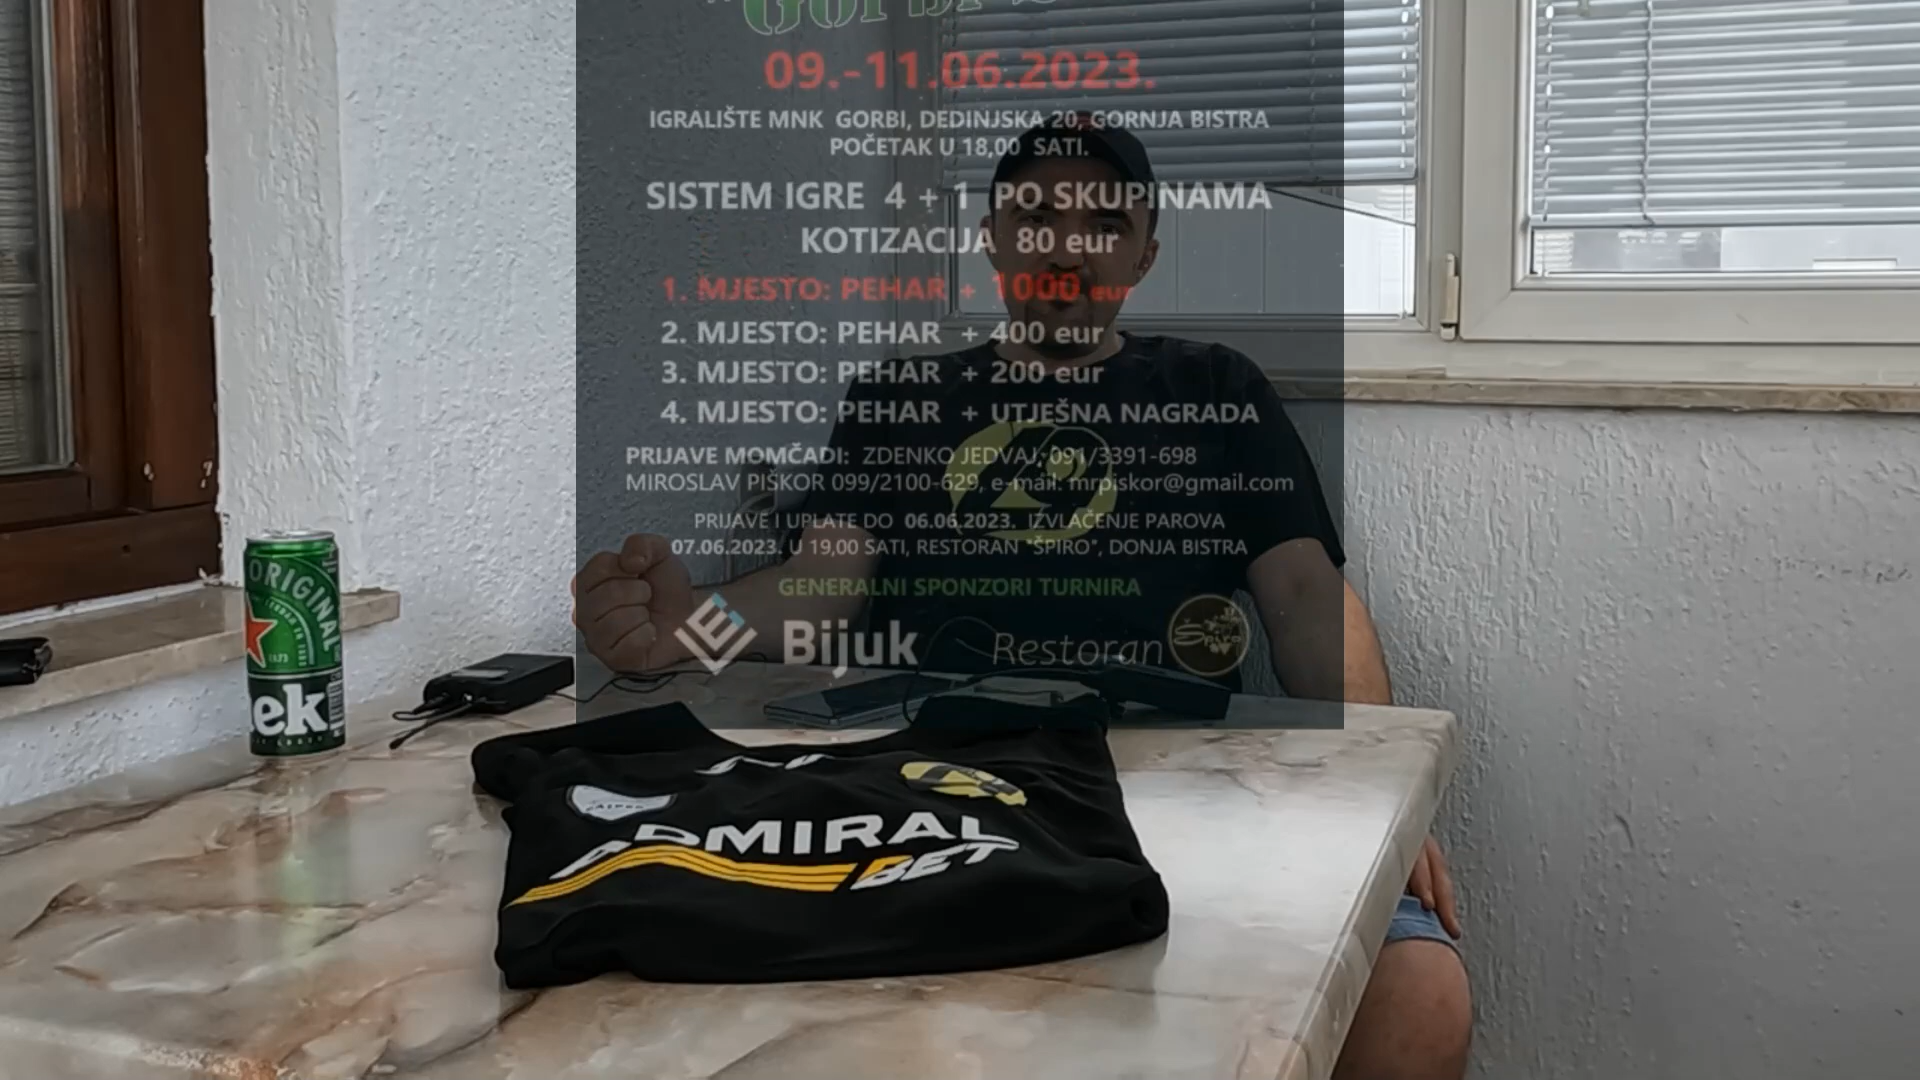 09.-11.06.2023.
IGRALIŠTE MNK GORBI, DEDINJSKA 20, GORNJA BISTRA
POČETAK U 18,00 SATI.
SISTEM IGRE 4 + 1 PO SKUPINAMA
KOTIZACIJA 80 eur
1. MJESTO: PEHAR + 1000 eur
2. MJESTO: PEHAR + 400 eur
3. MJESTO: PEHAR + 200 eur
4. MJESTO: PEHAR + UTJEŠNA NAGRADA
PRIJAVE MOMČADI: ZDENKO JEDVAJ, 091/3391-698
MIROSLAV PIŠKOR 099/2100-629, e-mail: mrpiskor@gmail.com
PRIJAVE I UPLATE DO 06.06.2023. IZVLAČENJE PAROVA
07.06.2023. U 19,00 SATI, RESTORAN "ŠPIRO", DONJA BISTRA
GENERALNI SPONZORI TURNIRA
Bijuk
Restoran Špiro
ORIGINAL
ek
ADMIRAL
BET